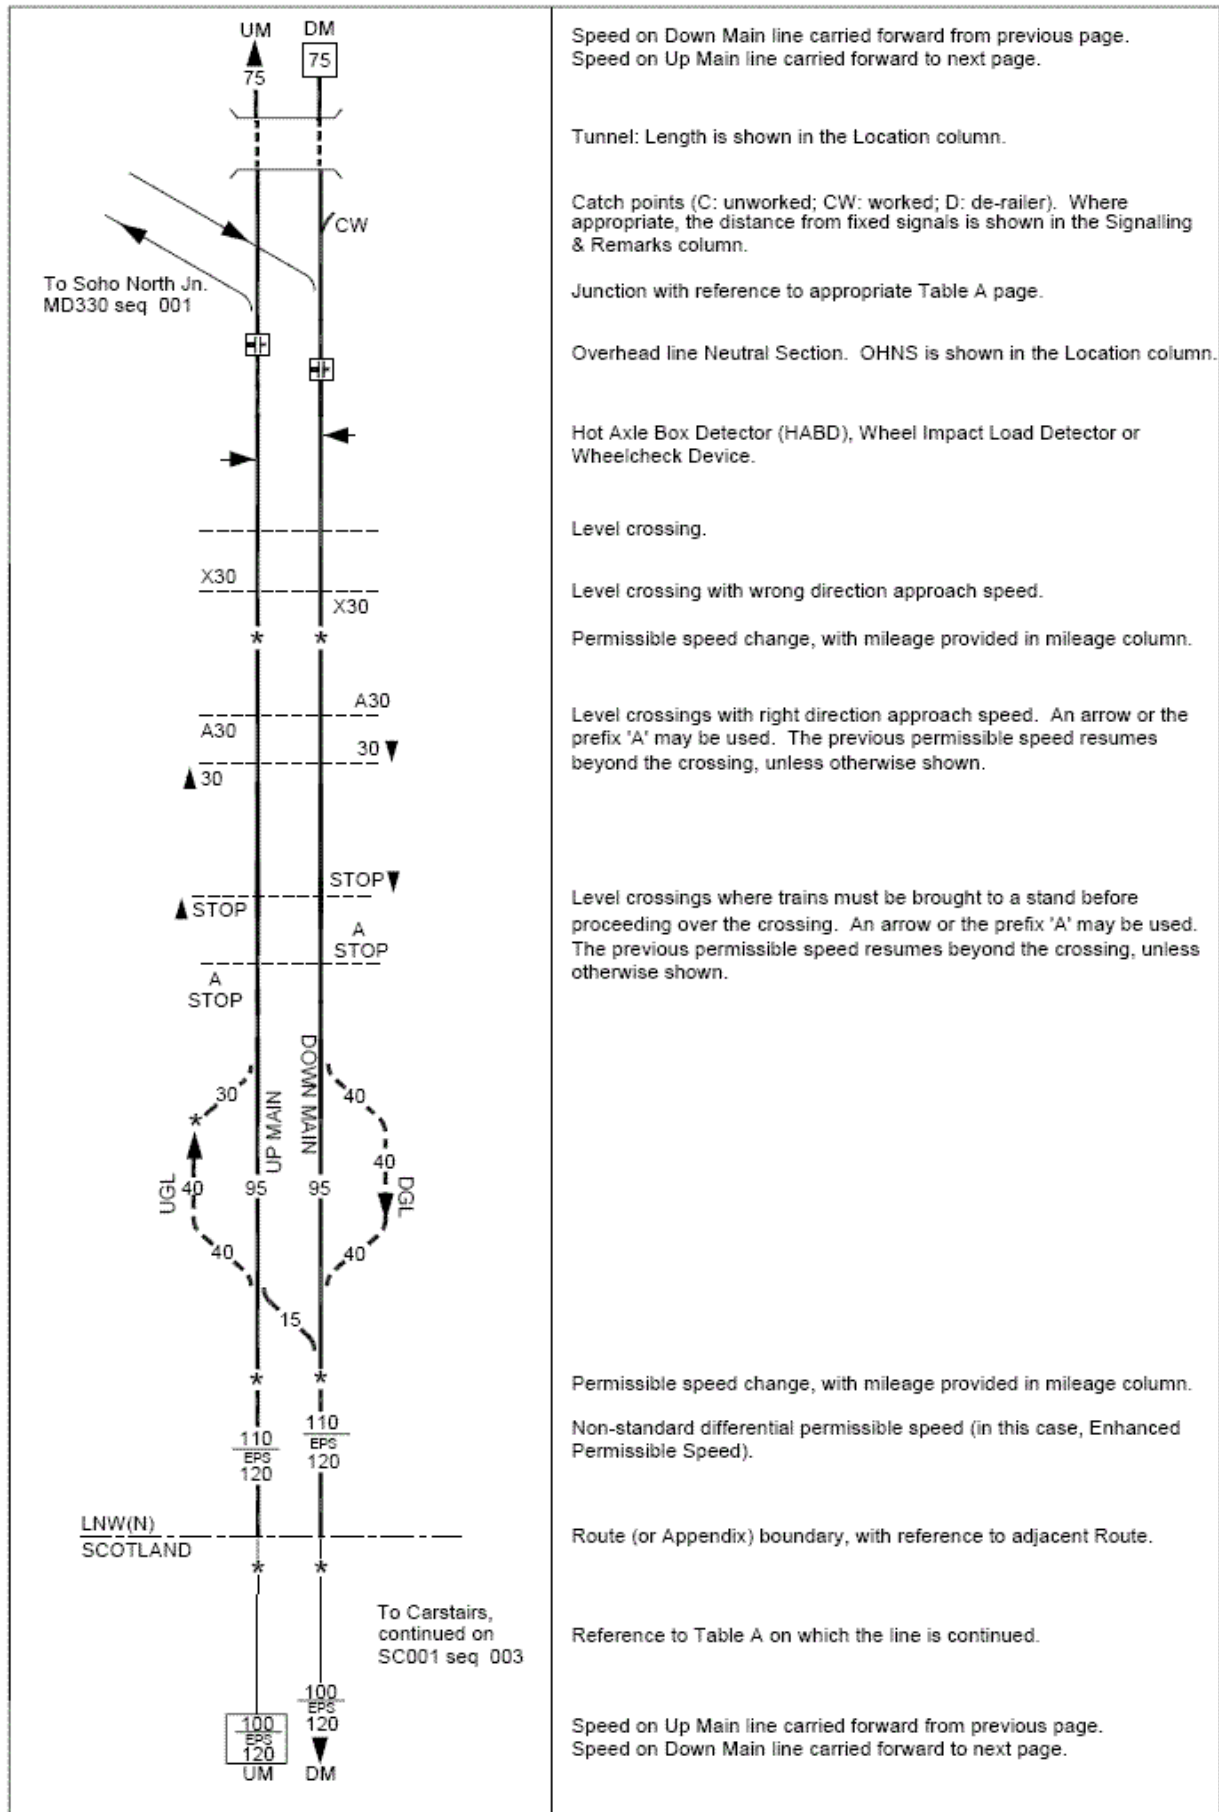 UM DM
75
75
Speed on Down Main line carried forward from previous page.
Speed on Up Main line carried forward to next page.
Tunnel: Length is shown in the Location column.
CW
Catch points (C: unworked; CW: worked; D: de-railer). Where
appropriate, the distance from fixed signals is shown in the Signalling
& Remarks column.
To Soho North Jn.
MD330 seq 001
Junction with reference to appropriate Table A page.
Overhead line Neutral Section. OHNS is shown in the Location column.
Hot Axle Box Detector (HABD), Wheel Impact Load Detector or
Wheelcheck Device.
Level crossing.
X30
X30
Level crossing with wrong direction approach speed.
* *
Permissible speed change, with mileage provided in mileage column.
A30
A30
30
30
Level crossings with right direction approach speed. An arrow or the
prefix 'A' may be used. The previous permissible speed resumes
beyond the crossing, unless otherwise shown.
STOP
STOP
A
STOP
A
STOP
Level crossings where trains must be brought to a stand before
proceeding over the crossing. An arrow or the prefix 'A' may be used.
The previous permissible speed resumes beyond the crossing, unless
otherwise shown.
DOWN MAIN
UP MAIN
30
40
*
40
UGL
40
95
95
DGL
40
40
15
* *
Permissible speed change, with mileage provided in mileage column.
110
EPS
120
110
EPS
120
Non-standard differential permissible speed (in this case, Enhanced
Permissible Speed).
LNW(N)
SCOTLAND
Route (or Appendix) boundary, with reference to adjacent Route.
* *
To Carstairs,
continued on
SC001 seq 003
Reference to Table A on which the line is continued.
100
EPS
120
100
EPS
120
UM DM
Speed on Up Main line carried forward from previous page.
Speed on Down Main line carried forward to next page.